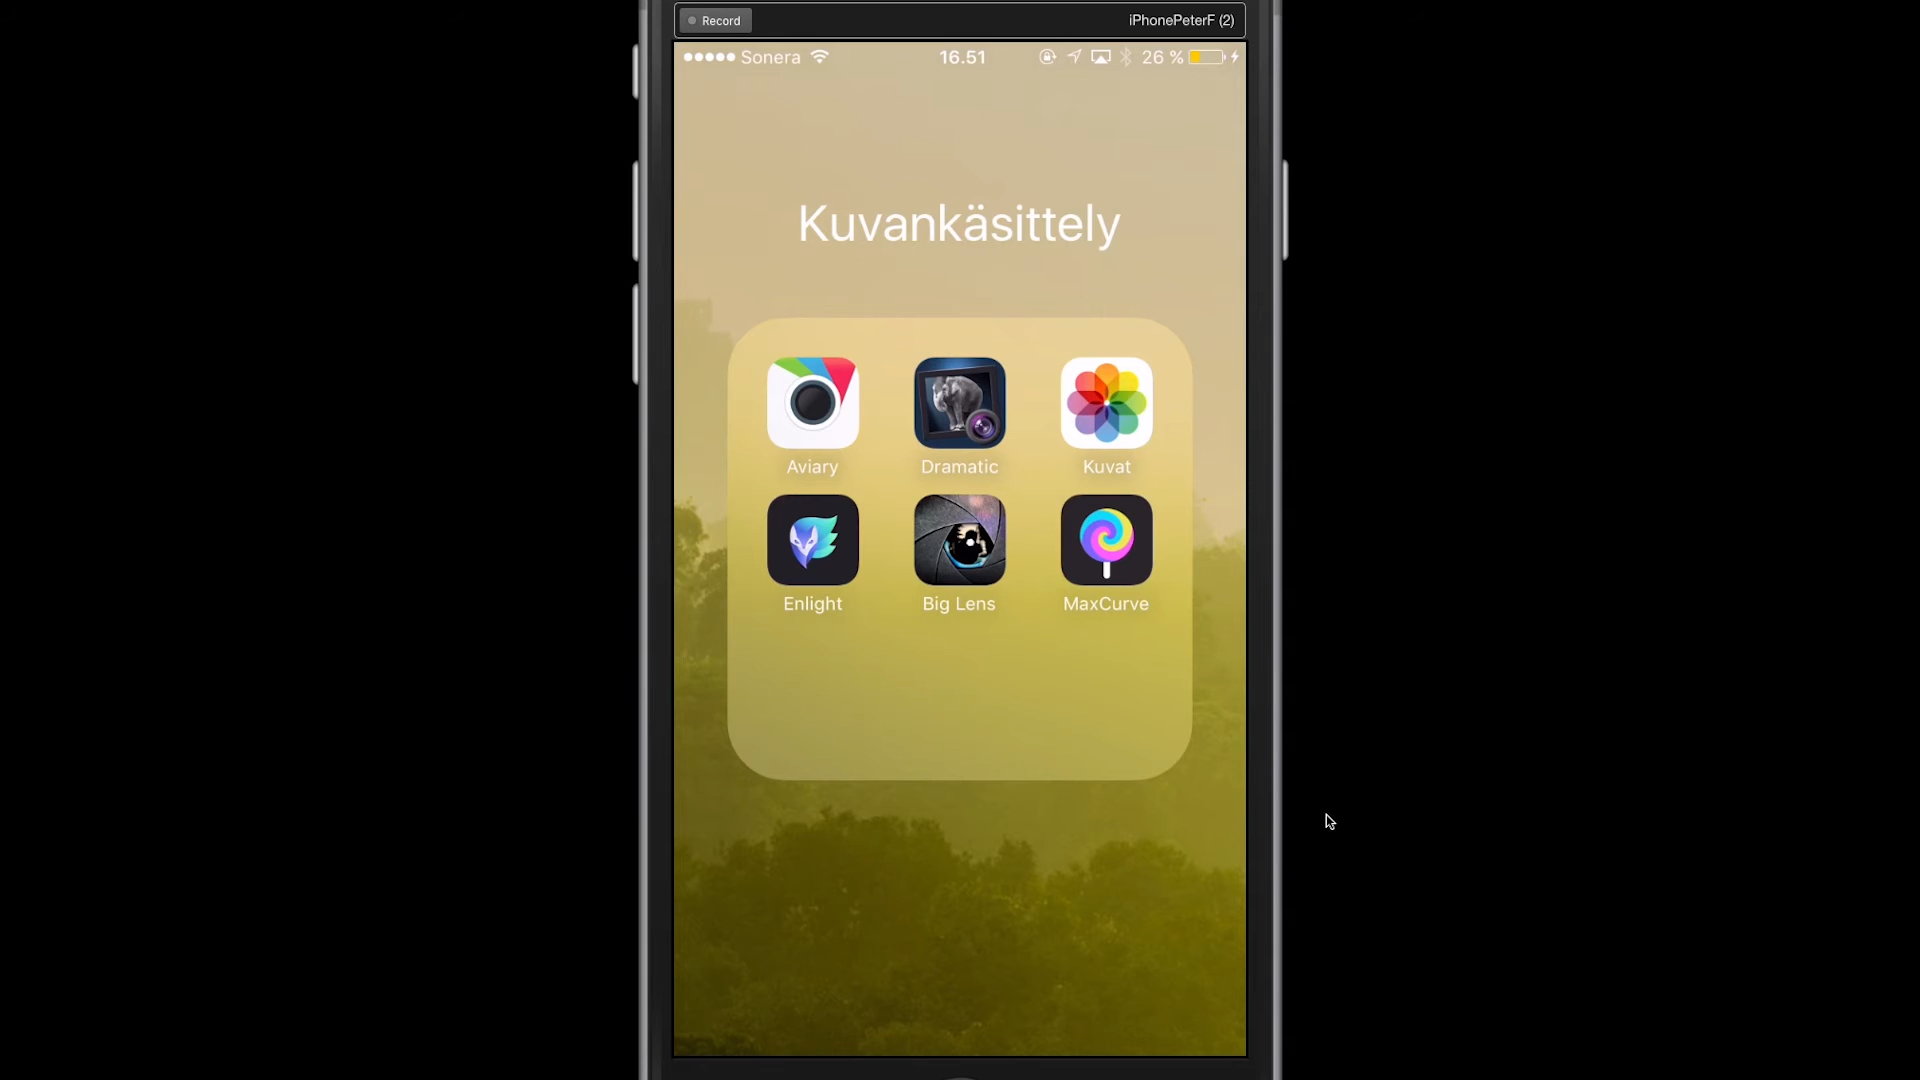 Record
iPhonePeterF (2)
Sonera 16.51 26 %
Kuvankäsittely
Aviary Dramatic Kuvat
Enlight Big Lens MaxCurve